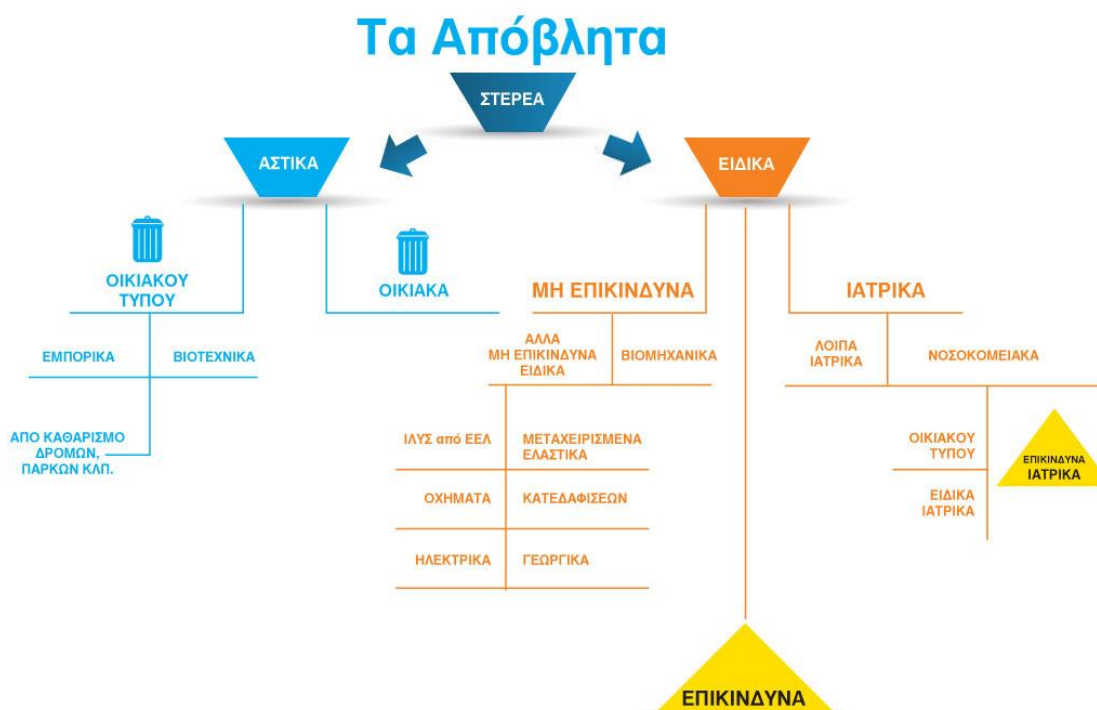 Τα Απόβλητα
ΣΤΕΡΕΑ
ΑΣΤΙΚΑ
ΕΙΔΙΚΑ
ΟΙΚΙΑΚΟΥ
ΤΥΠΟΥ
ΟΙΚΙΑΚΑ
ΜΗ ΕΠΙΚΙΝΔΥΝΑ
ΙΑΤΡΙΚΑ
ΕΜΠΟΡΙΚΑ
ΒΙΟΤΕΧΝΙΚΑ
ΑΛΛΑ
ΜΗ ΕΠΙΚΙΝΔΥΝΑ
ΕΙΔΙΚΑ
ΒΙΟΜΗΧΑΝΙΚΑ
ΛΟΙΠΑ
ΙΑΤΡΙΚΑ
ΝΟΣΟΚΟΜΕΙΑΚΑ
ΑΠΟ ΚΑΘΑΡΙΣΜΟ
ΔΡΟΜΩΝ,
ΠΑΡΚΩΝ ΚΛΠ.
ΙΛΥΣ από ΕΕΛ
ΜΕΤΑΧΕΙΡΙΣΜΕΝΑ
ΕΛΑΣΤΙΚΑ
ΟΙΚΙΑΚΟΥ
ΤΥΠΟΥ
ΕΠΙΚΙΝΔΥΝΑ
ΙΑΤΡΙΚΑ
ΟΧΗΜΑΤΑ
ΚΑΤΕΔΑΦΙΣΕΩΝ
ΕΙΔΙΚΑ
ΙΑΤΡΙΚΑ
ΗΛΕΚΤΡΙΚΑ
ΓΕΩΡΓΙΚΑ
ΕΠΙΚΙΝΔΥΝΑ